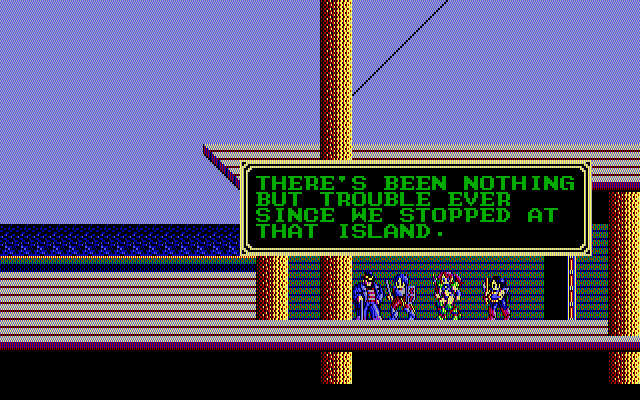 THERE'S BEEN NOTHING
BUT TROUBLE EVER
SINCE WE STOPPED AT
THAT ISLAND.